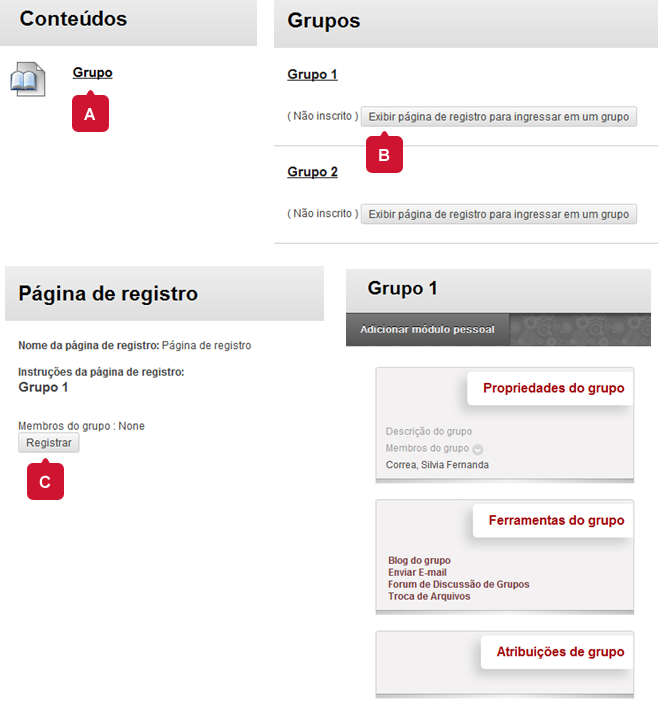 Conteúdos
Grupo
A
Grupos
Grupo 1
( Não inscrito ) Exibir página de registro para ingressar em um grupo
B
Grupo 2
( Não inscrito ) Exibir página de registro para ingressar em um grupo
Página de registro
Nome da página de registro: Página de registro
Instruções da página de registro:
Grupo 1
Membros do grupo : None
Registrar
C
Grupo 1
Adicionar módulo pessoal
Propriedades do grupo
Descrição do grupo
Membros do grupo
Correa, Silvia Fernanda
Ferramentas do grupo
Blog do grupo
Enviar E-mail
Forum de Discussão de Grupos
Troca de Arquivos
Atribuições de grupo